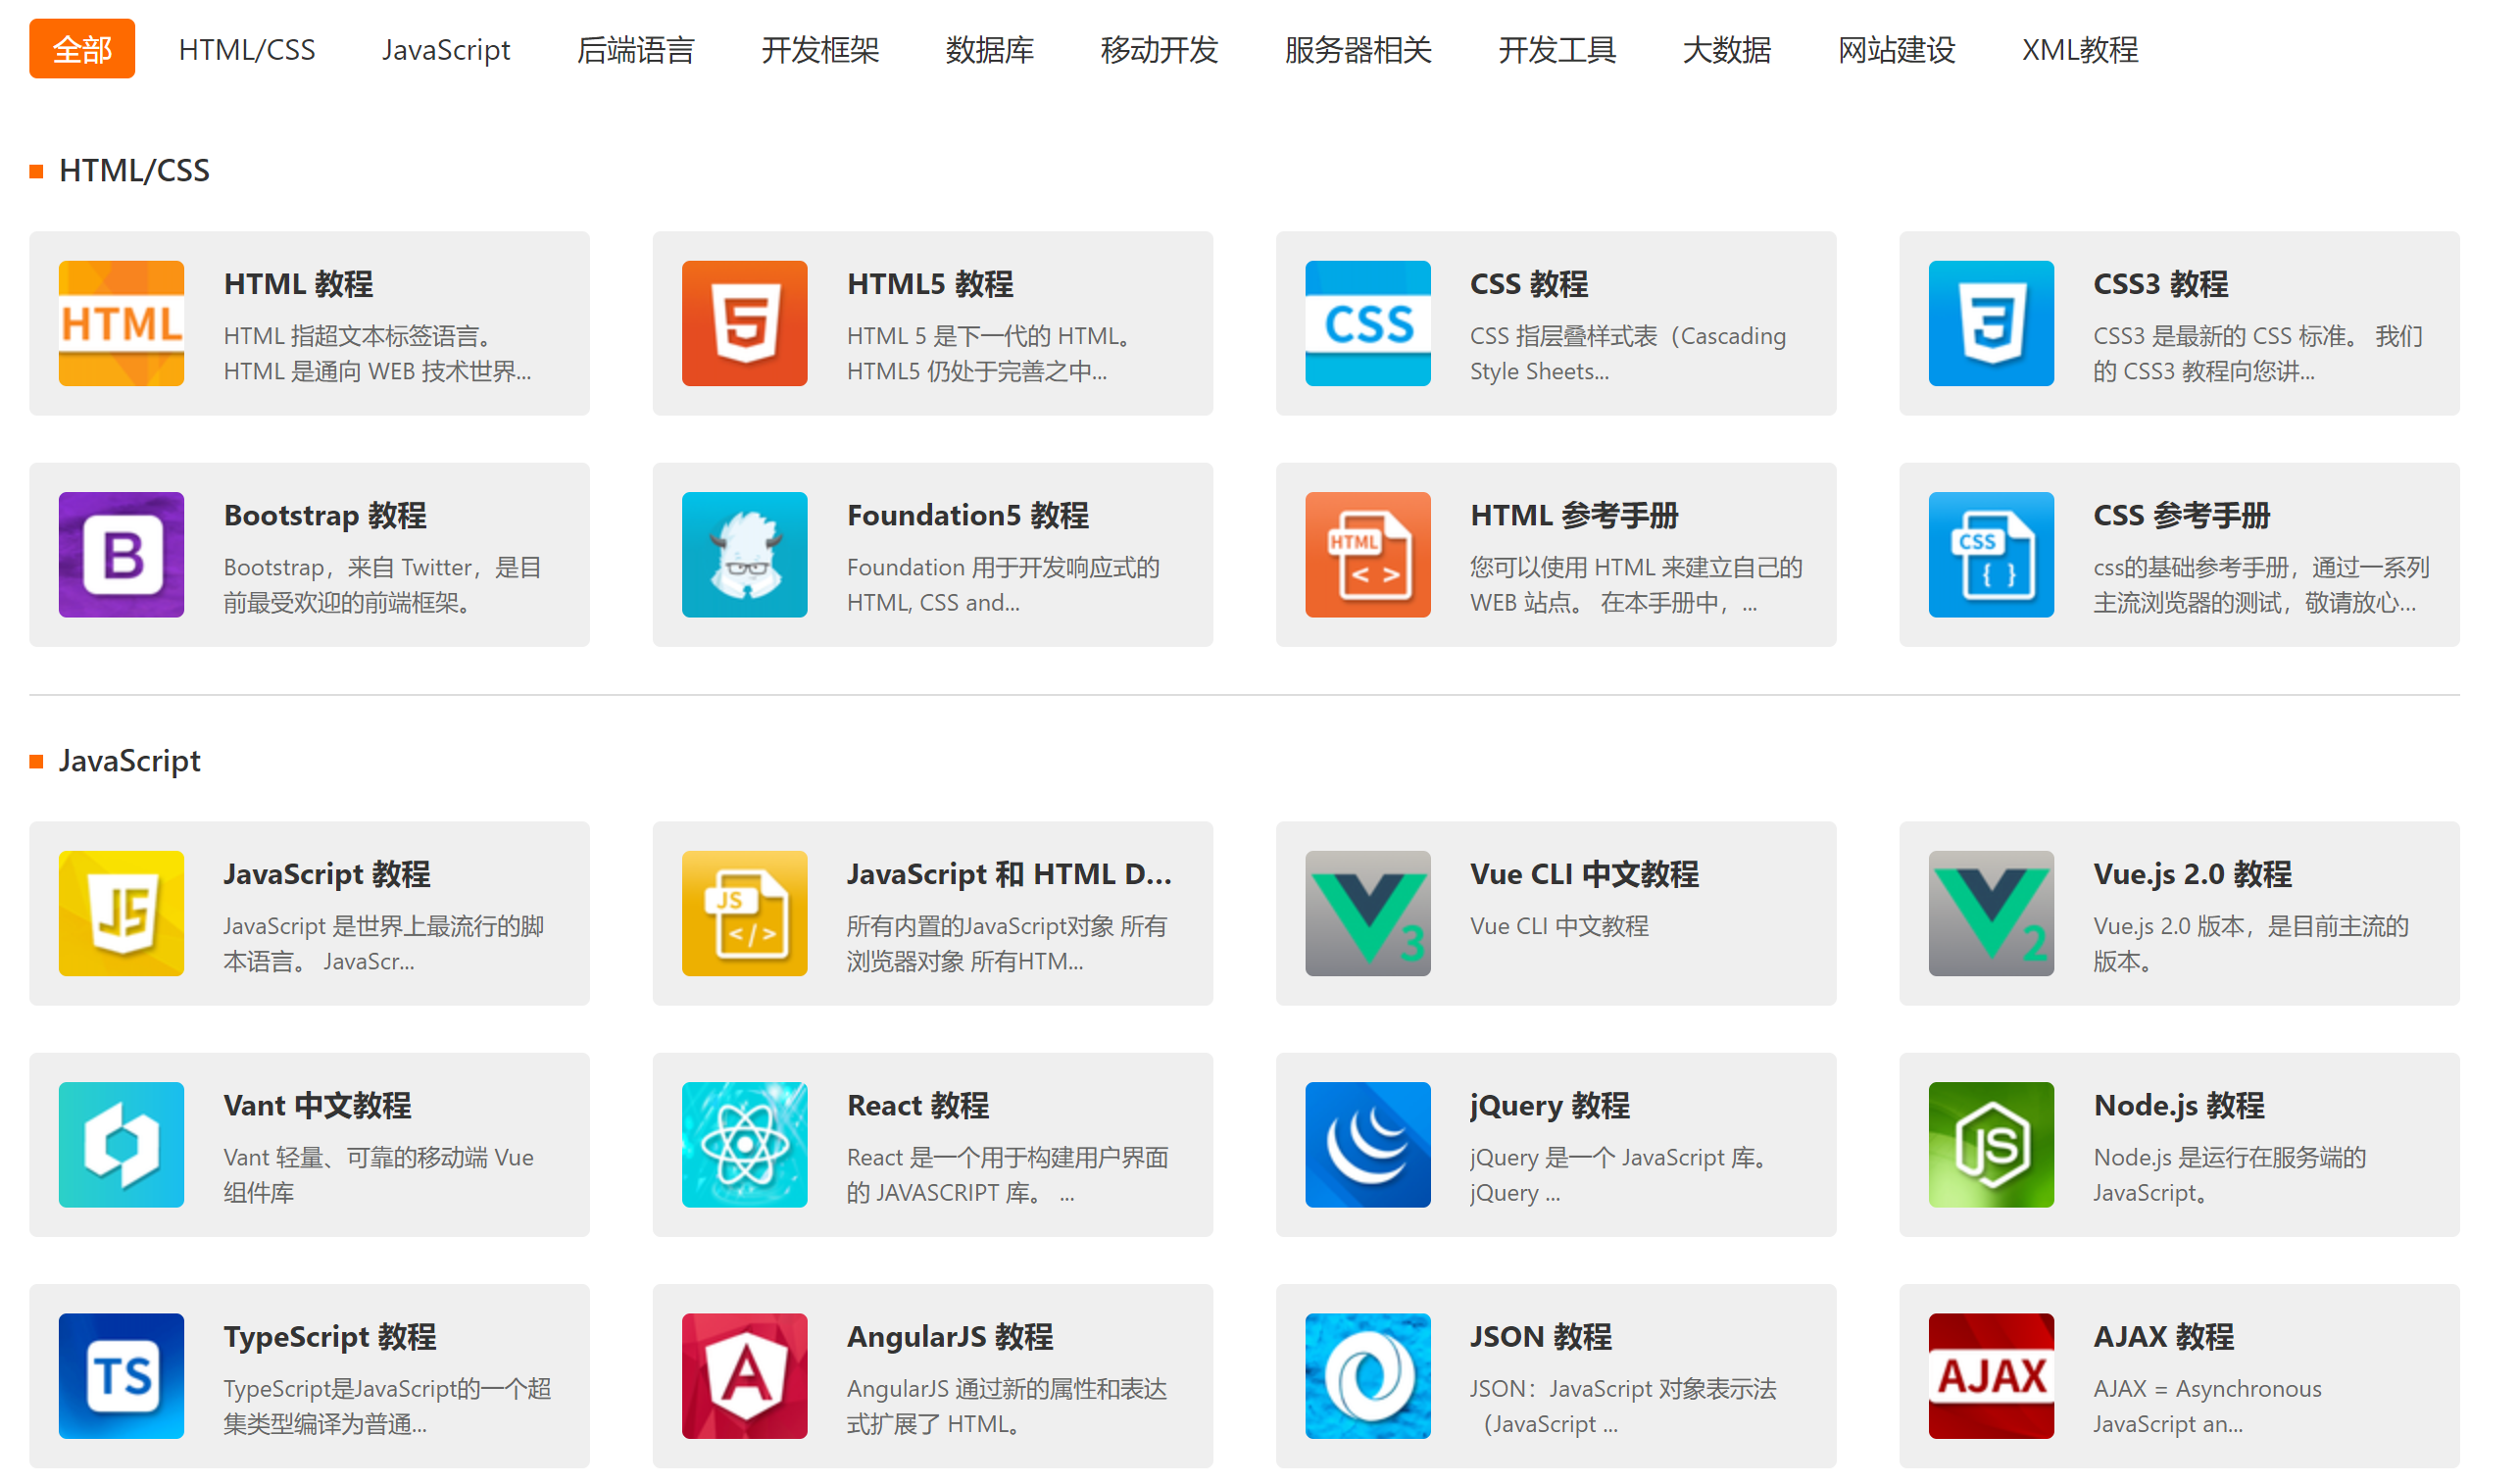 全部 HTML/CSS JavaScript 后端语言 开发框架 数据库 移动开发 服务器相关 开发工具 大数据 网站建设 XML教程
HTML/CSS
HTML
HTML 教程
HTML 指超文本标签语言。
HTML 是通向 WEB 技术世界...
5
HTML5 教程
HTML 5 是下一代的 HTML。
HTML5 仍处于完善之中...
CSS
CSS 教程
CSS 指层叠样式表（Cascading
Style Sheets...
3
CSS3 教程
CSS3 是最新的 CSS 标准。 我们
的 CSS3 教程向您讲...
B
Bootstrap 教程
Bootstrap，来自 Twitter，是目
前最受欢迎的前端框架。
Foundation5 教程
Foundation 用于开发响应式的
HTML, CSS and...
HTML
< >
HTML 参考手册
您可以使用 HTML 来建立自己的
WEB 站点。 在本手册中，...
CSS
{ }
CSS 参考手册
css的基础参考手册，通过一系列
主流浏览器的测试，敬请放心...
JavaScript
JS
JavaScript 教程
JavaScript 是世界上最流行的脚
本语言。 JavaScr...
JS
</>
JavaScript 和 HTML D...
所有内置的JavaScript对象 所有
浏览器对象 所有HTM...
3
Vue CLI 中文教程
Vue CLI 中文教程
2
Vue.js 2.0 教程
Vue.js 2.0 版本，是目前主流的
版本。
Vant 中文教程
Vant 轻量、可靠的移动端 Vue
组件库
React 教程
React 是一个用于构建用户界面
的 JAVASCRIPT 库。 ...
jQuery 教程
jQuery 是一个 JavaScript 库。
jQuery ...
JS
Node.js 教程
Node.js 是运行在服务端的
JavaScript。
TS
TypeScript 教程
TypeScript是JavaScript的一个超
集类型编译为普通...
A
AngularJS 教程
AngularJS 通过新的属性和表达
式扩展了 HTML。
JSON 教程
JSON：JavaScript 对象表示法
（JavaScript ...
AJAX
AJAX 教程
AJAX = Asynchronous
JavaScript an...